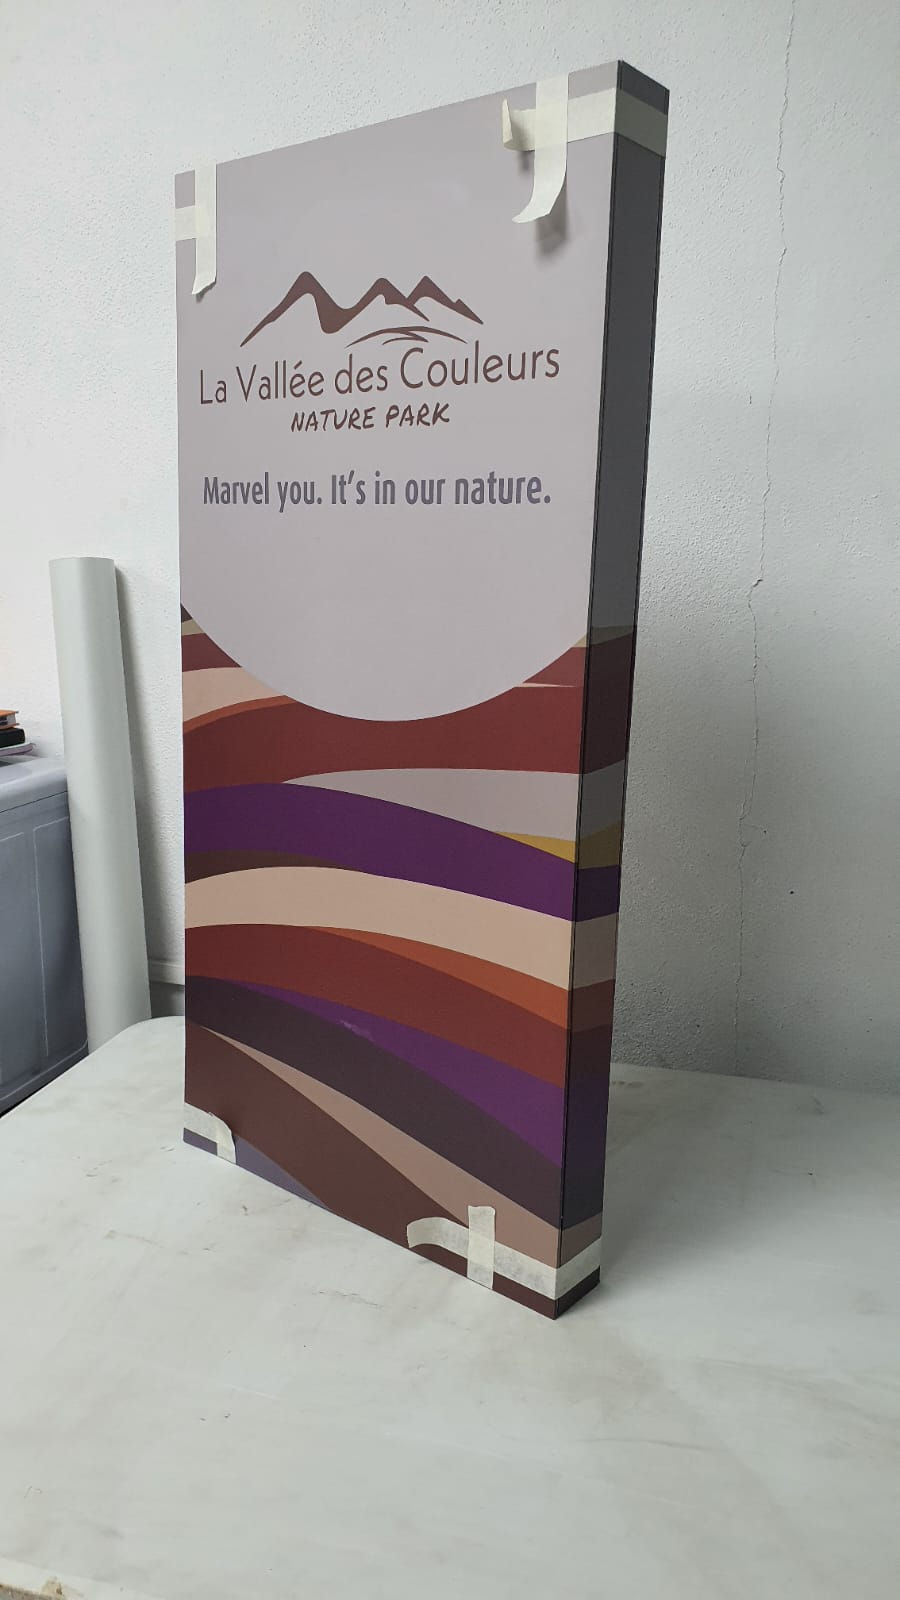 La Vallée des Couleurs
NATURE PARK
Marvel you. It's in our nature.